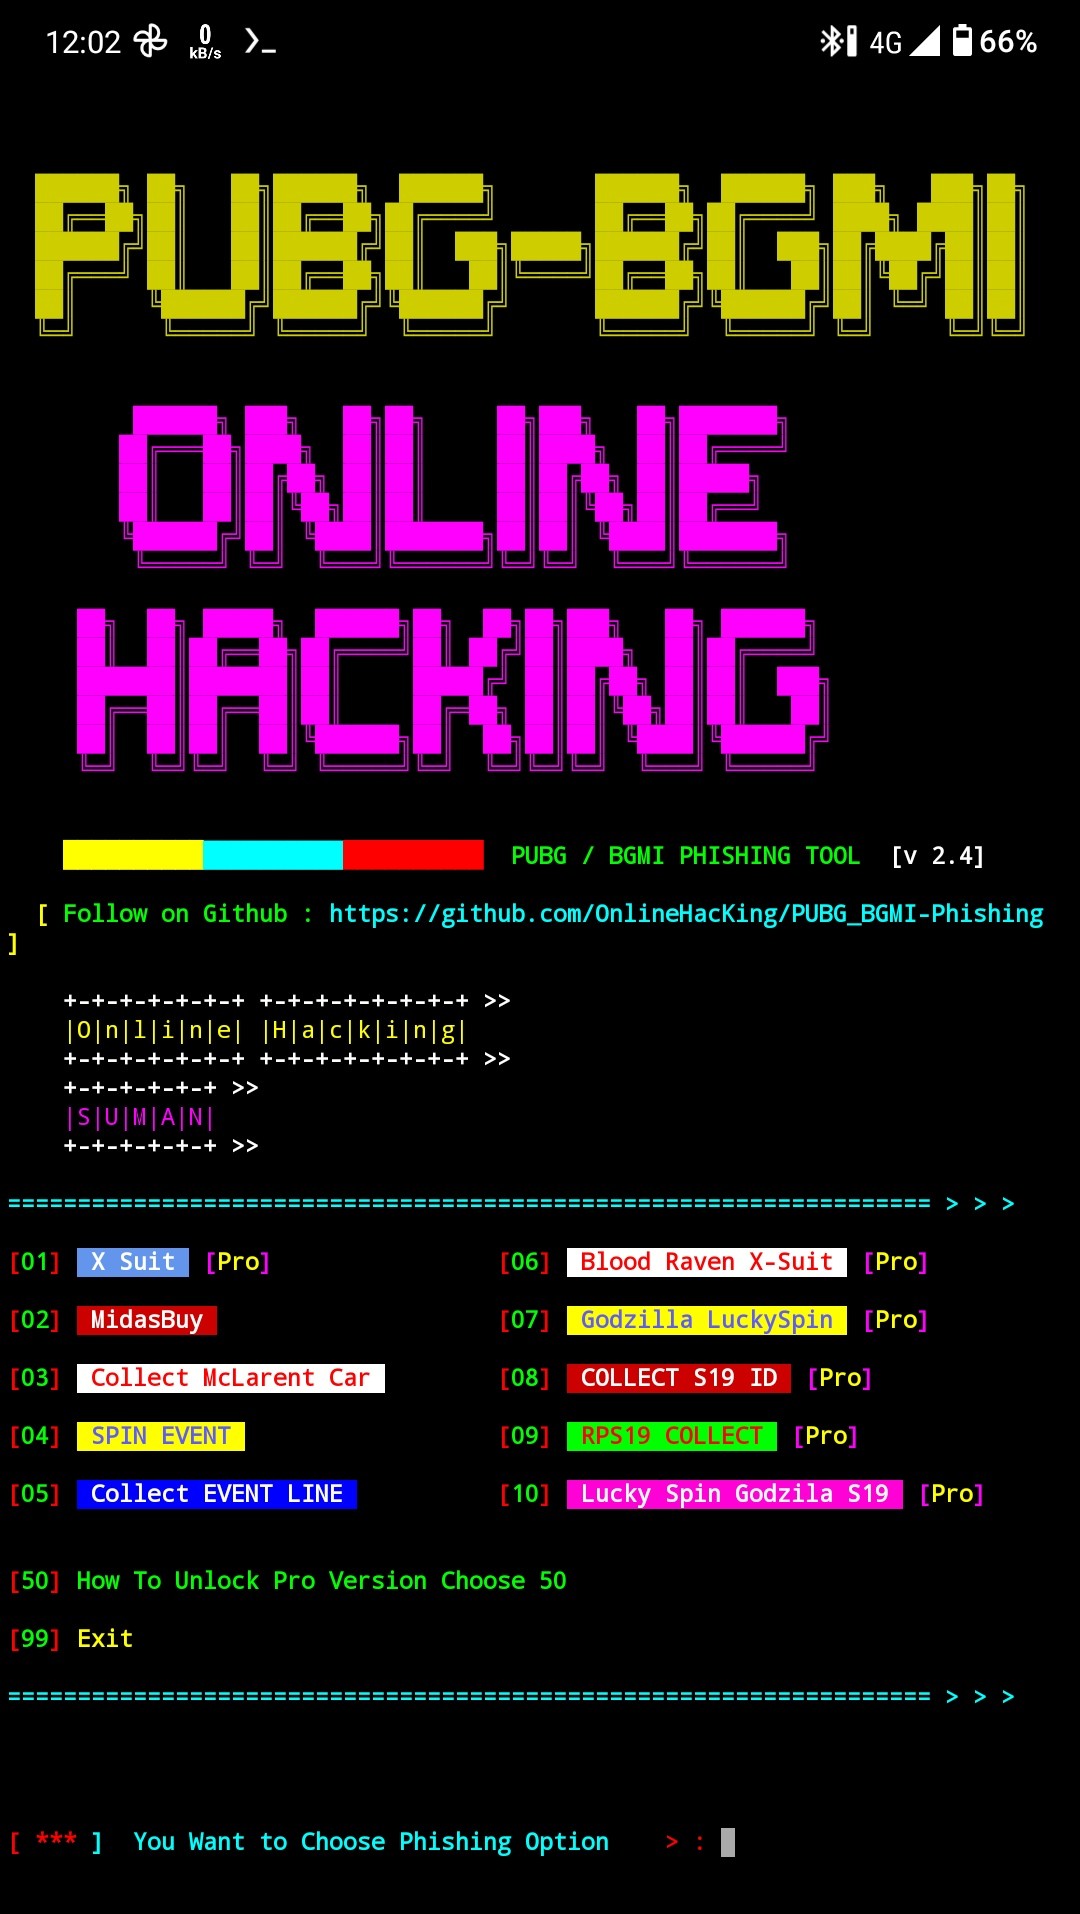 12:02 0 kB/s >_ 4G 66%
PUBG-BGMI
ONLINE
HACKING
PUBG / BGMI PHISHING TOOL [v 2.4]
[ Follow on Github : https://github.com/OnlineHacKing/PUBG_BGMI-Phishing
]
+-+-+-+-+-+-+ +-+-+-+-+-+-+-+ >>
|O|n|l|i|n|e| |H|a|c|k|i|n|g|
+-+-+-+-+-+-+ +-+-+-+-+-+-+-+ >>
+-+-+-+-+-+ >>
|S|U|M|A|N|
+-+-+-+-+-+ >>
================================================================== > > >
[01] X Suit [Pro] [06] Blood Raven X-Suit [Pro]
[02] MidasBuy [07] Godzilla LuckySpin [Pro]
[03] Collect McLarent Car [08] COLLECT S19 ID [Pro]
[04] SPIN EVENT [09] RPS19 COLLECT [Pro]
[05] Collect EVENT LINE [10] Lucky Spin Godzila S19 [Pro]
[50] How To Unlock Pro Version Choose 50
[99] Exit
================================================================== > > >
[ *** ] You Want to Choose Phishing Option > :